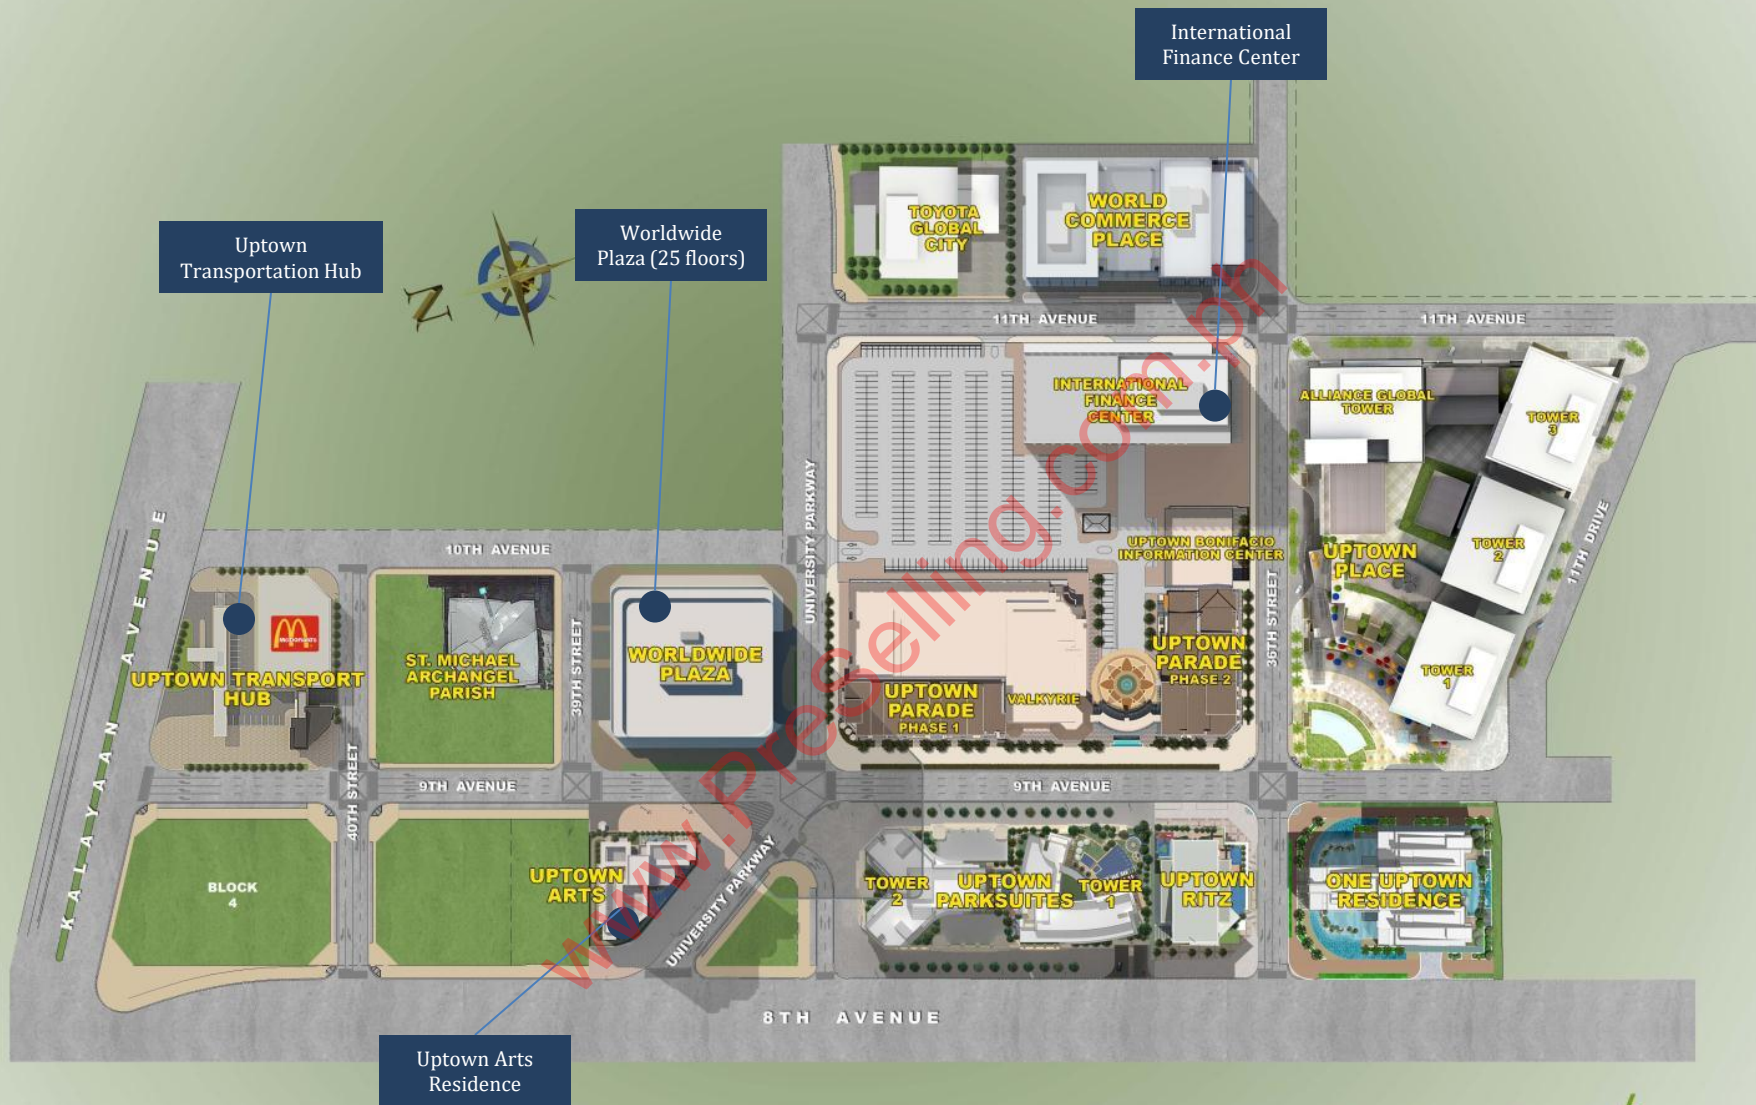 International
Finance Center
Uptown
Transportation Hub
Worldwide
Plaza (25 floors)
N
TOYOTA
GLOBAL
CITY
WORLD
COMMERCE
PLACE
11TH AVENUE
11TH AVENUE
INTERNATIONAL
FINANCE
CENTER
ALLIANCE GLOBAL
TOWER
TOWER
3
UNIVERSITY PARKWAY
KALAYAAN AVENUE
10TH AVENUE
UPTOWN BONIFACIO
INFORMATION CENTER
UPTOWN
PLACE
TOWER
2
11TH DRIVE
36TH STREET
McDonald's
UPTOWN TRANSPORT
HUB
ST. MICHAEL
ARCHANGEL
PARISH
39TH STREET
WORLDWIDE
PLAZA
UPTOWN
PARADE
PHASE 1
VALKYRIE
UPTOWN
PARADE
PHASE 2
TOWER
1
40TH STREET
9TH AVENUE
9TH AVENUE
BLOCK
4
UPTOWN
ARTS
UNIVERSITY PARKWAY
TOWER
2
UPTOWN
PARKSUITES
TOWER
1
UPTOWN
RITZ
ONE UPTOWN
RESIDENCE
8TH AVENUE
Uptown Arts
Residence
www.PreSelling.com.ph